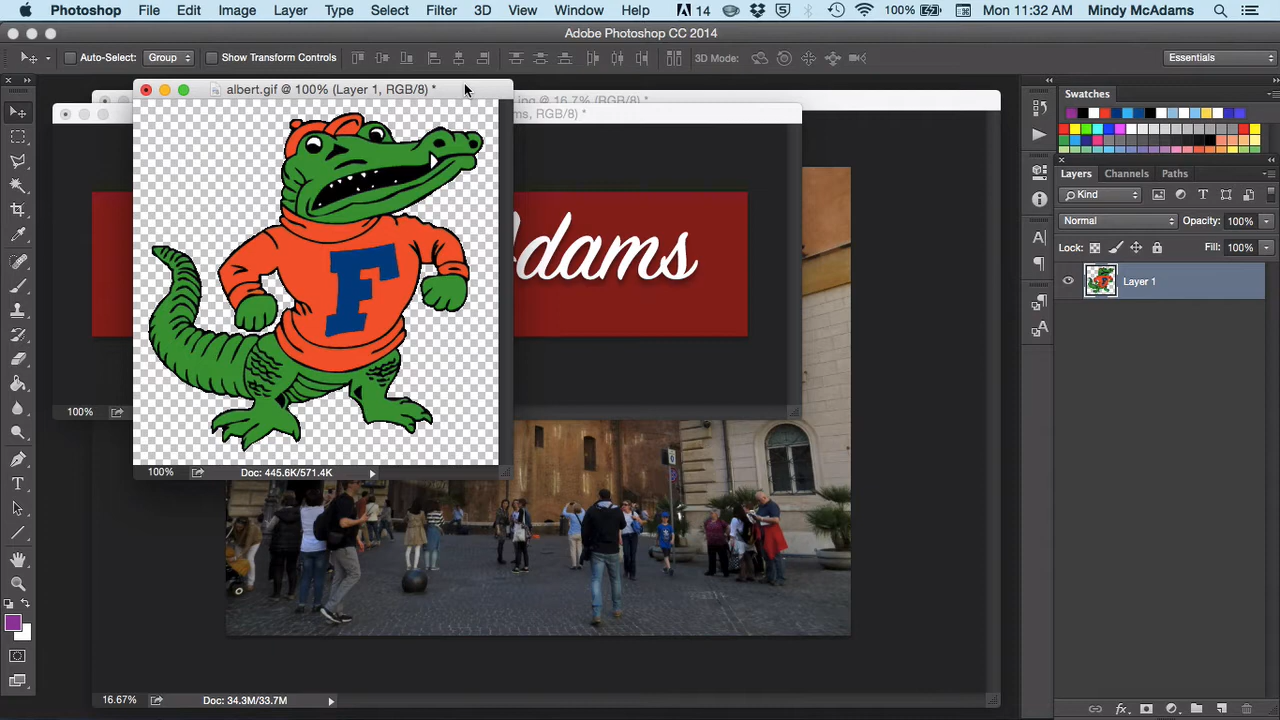 Photoshop File Edit Image Layer Type Select Filter 3D View Window Help 14 100% Mon 11:32 AM Mindy McAdams
Adobe Photoshop CC 2014
Auto-Select: Group Show Transform Controls 3D Mode: Essentials
albert.gif @ 100% (Layer 1, RGB/8) *
.jpg @ 16.7% (RGB/8) *
ms, RGB/8) *
Swatches
Layers Channels Paths
Kind
Normal Opacity: 100%
Lock: Fill: 100%
Layer 1
F
dams
100%
100% Doc: 445.6K/571.4K
16.67% Doc: 34.3M/33.7M